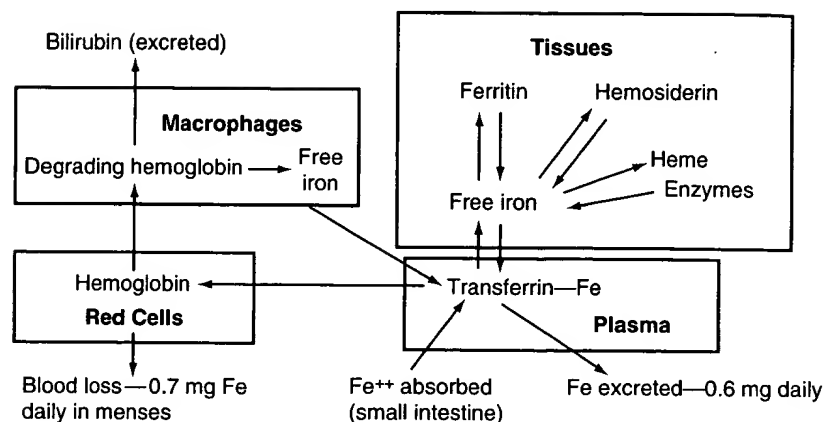 Bilirubin (excreted)
Macrophages
Degrading hemoglobin
Free
iron
Tissues
Ferritin
Hemosiderin
Heme
Enzymes
Free iron
Hemoglobin
Red Cells
Transferrin—Fe
Plasma
Blood loss—0.7 mg Fe
daily in menses
Fe++ absorbed
(small intestine)
Fe excreted—0.6 mg daily